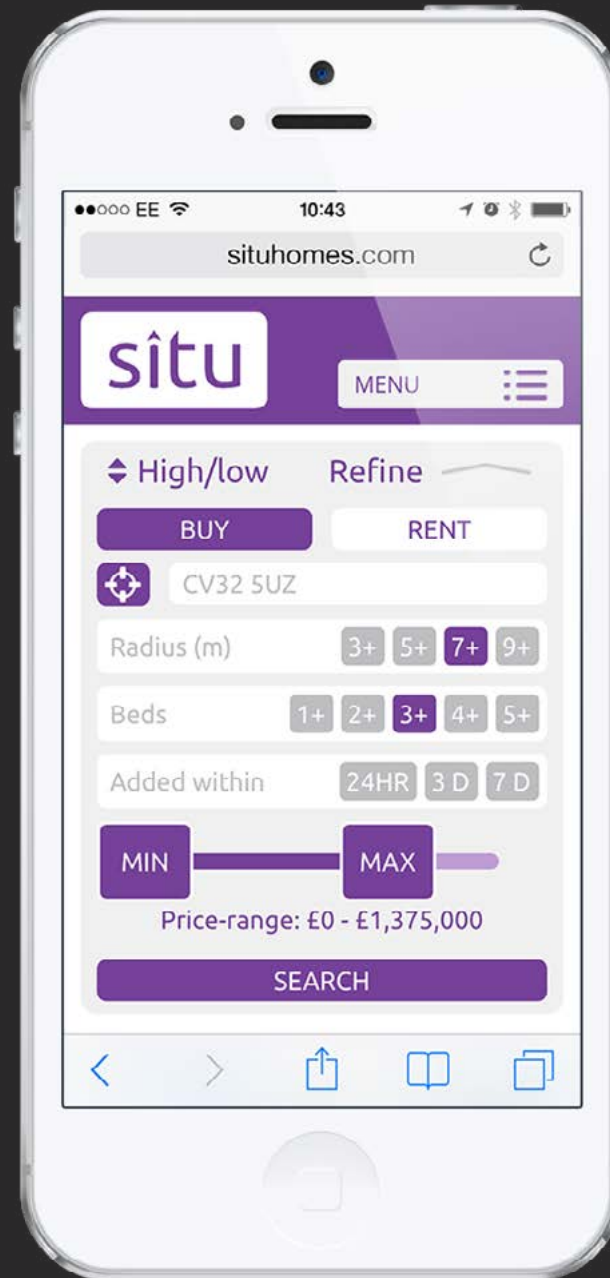 EE 10:43
situhomes.com
sîtu
MENU
High/low Refine
BUY RENT
CV32 5UZ
Radius (m) 3+ 5+ 7+ 9+
Beds 1+ 2+ 3+ 4+ 5+
Added within 24HR 3 D 7 D
MIN MAX
Price-range: £0 - £1,375,000
SEARCH